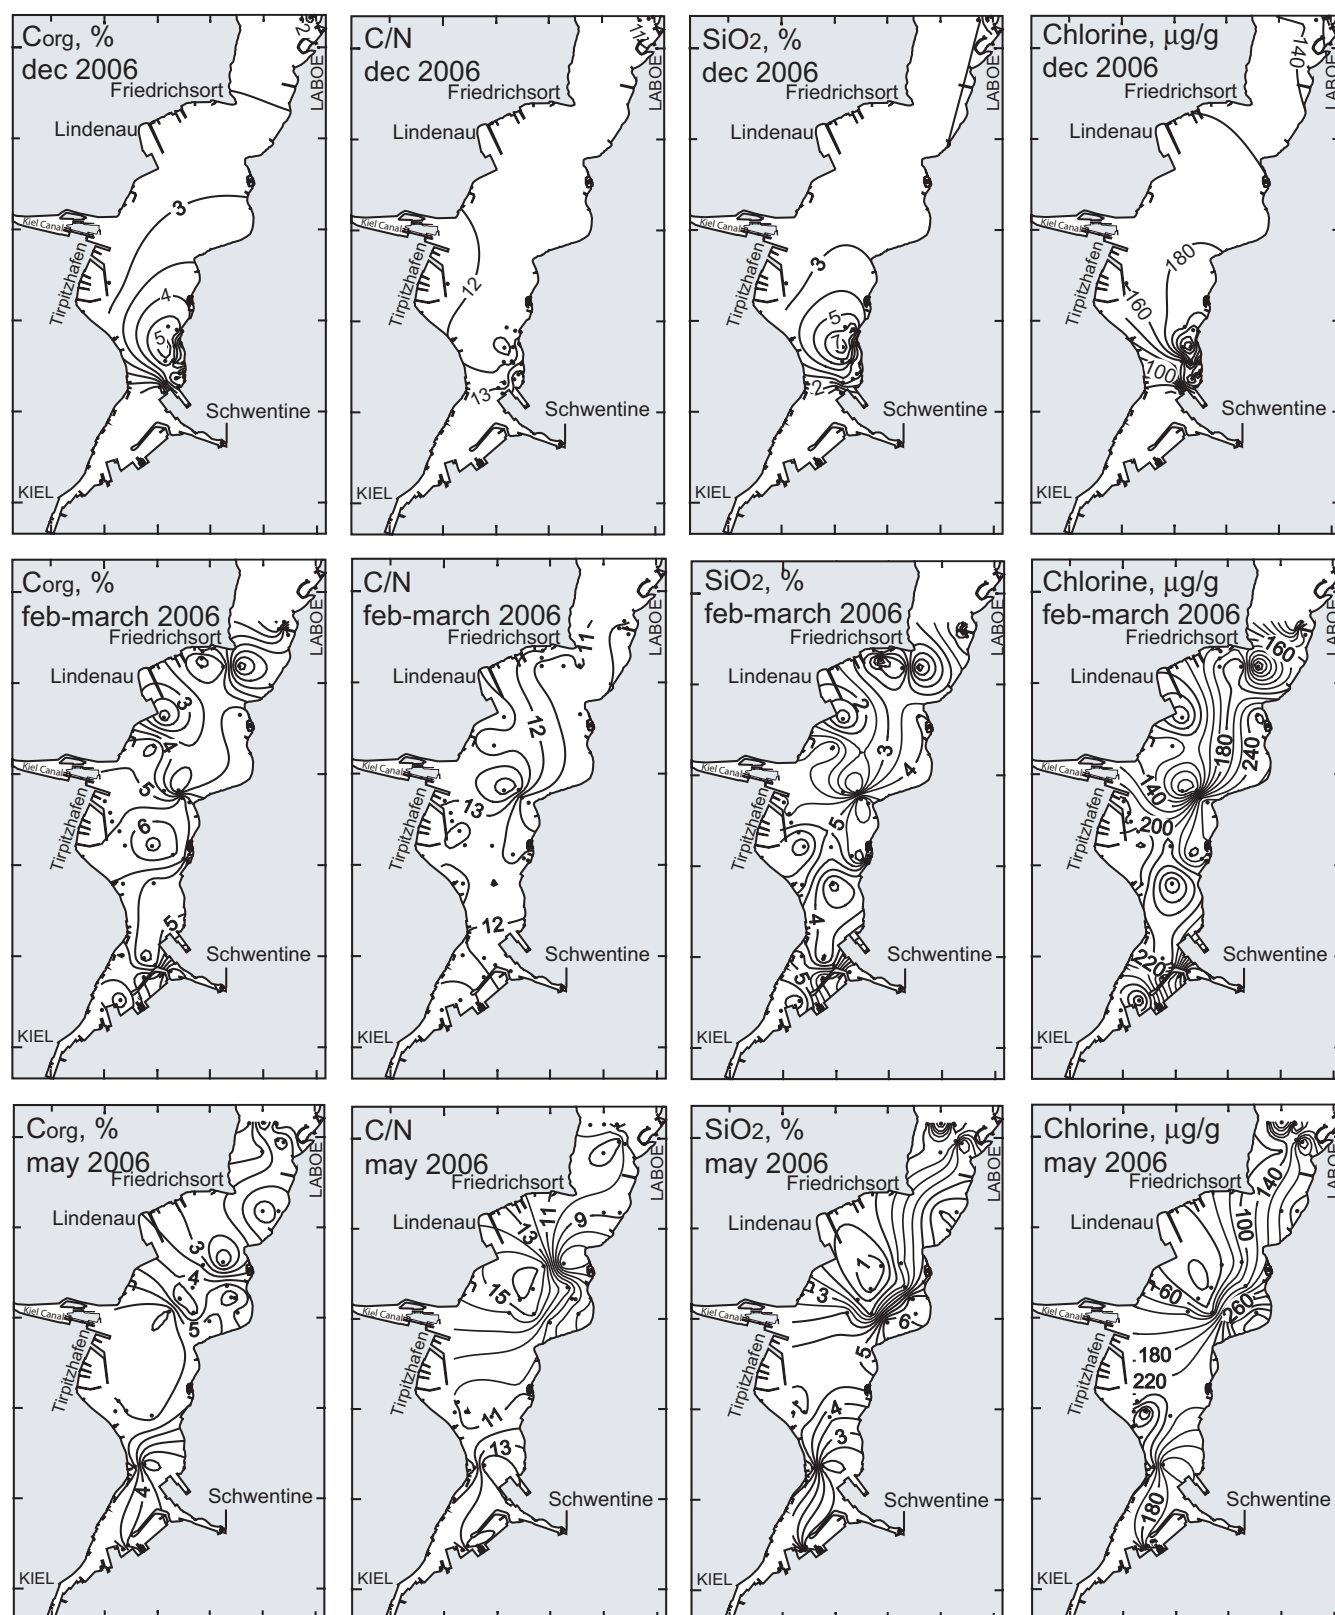 Corg, %
dec 2006
Friedrichsort
LABOE
Lindenau
3
Kiel Canal
Tirpitzhafen
4
5
Schwentine
KIEL
C/N
dec 2006
11
Friedrichsort
LABOE
Lindenau
Kiel Canal
12
Tirpitzhafen
13
Schwentine
KIEL
SiO2, %
dec 2006
Friedrichsort
LABOE
Lindenau
Kiel Canal
3
Tirpitzhafen
5
7
2
Schwentine
KIEL
Chlorine, µg/g
dec 2006
140
Friedrichsort
LABOE
Lindenau
Kiel Canal
180
Tirpitzhafen
160
100
Schwentine
KIEL
Corg, %
feb-march 2006
Friedrichsort
LABOE
Lindenau
3
4
Kiel Canal
5
Tirpitzhafen
6
5
Schwentine
KIEL
C/N
feb-march 2006
Friedrichsort
11
LABOE
Lindenau
12
Kiel Canal
13
Tirpitzhafen
12
Schwentine
KIEL
SiO2, %
feb-march 2006
Friedrichsort
LABOE
Lindenau
2
3
4
Kiel Canal
5
Tirpitzhafen
4
Schwentine
5
KIEL
Chlorine, µg/g
feb-march 2006
Friedrichsort
160
LABOE
Lindenau
180
240
Kiel Canal
140
200
Tirpitzhafen
Schwentine
220
KIEL
Corg, %
may 2006
Friedrichsort
LABOE
Lindenau
3
4
Kiel Canal
5
Tirpitzhafen
4
Schwentine
KIEL
C/N
may 2006
Friedrichsort
LABOE
Lindenau
13
11
9
15
Kiel Canal
Tirpitzhafen
11
13
Schwentine
KIEL
SiO2, %
may 2006
Friedrichsort
LABOE
Lindenau
1
3
Kiel Canal
6
5
Tirpitzhafen
4
3
Schwentine
KIEL
Chlorine, µg/g
may 2006
Friedrichsort
140
LABOE
Lindenau
100
60
Kiel Canal
260
180
220
Tirpitzhafen
180
Schwentine
KIEL